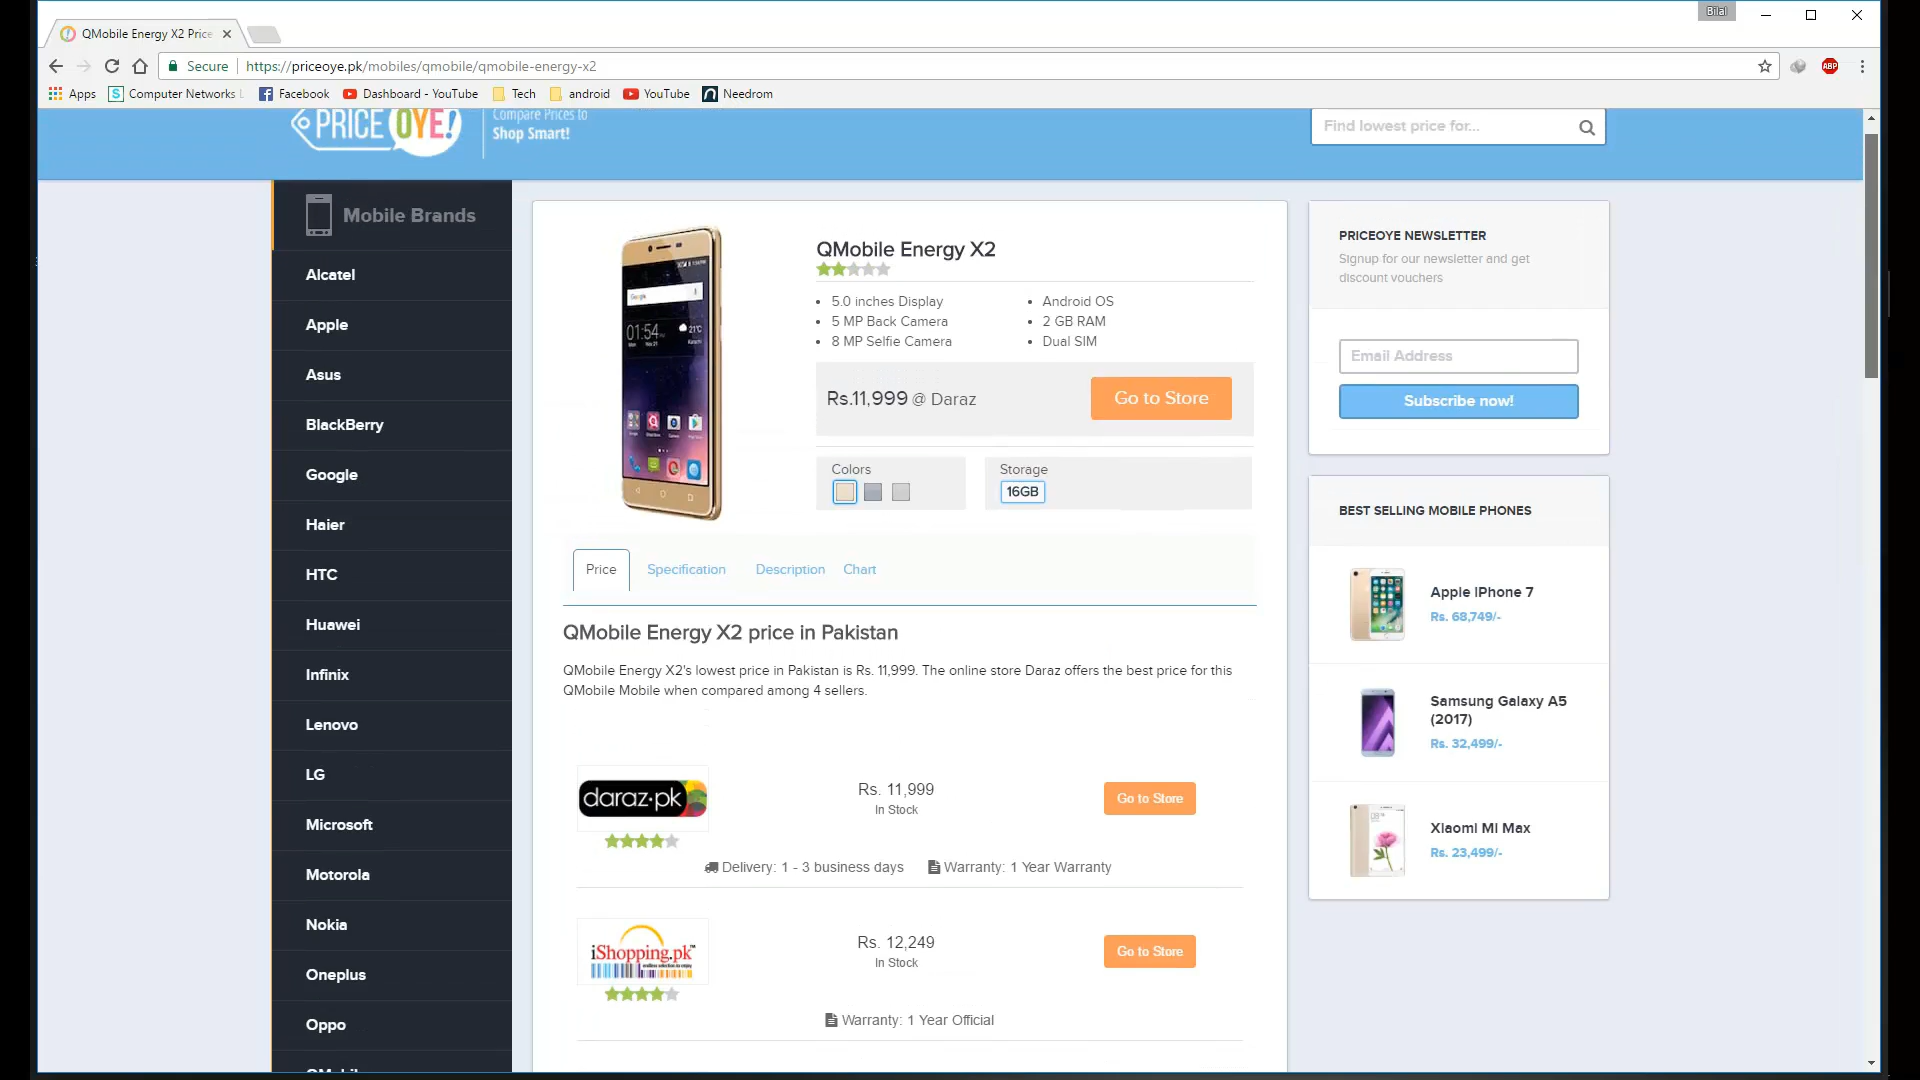 Bilal
QMobile Energy X2 Price
Secure
https://priceoye.pk/mobiles/qmobile/qmobile-energy-x2
ABP
Apps
Computer Networks L
Facebook
Dashboard - YouTube
Tech
android
YouTube
Needrom
PRICE OYE!
Compare Prices to
Shop Smart!
Find lowest price for...
Mobile Brands
Alcatel
Apple
Asus
BlackBerry
Google
Haier
HTC
Huawei
Infinix
Lenovo
LG
Microsoft
Motorola
Nokia
Oneplus
Oppo
QMobile
Google
01:54
21°C
QMobile Energy X2
5.0 inches Display
5 MP Back Camera
8 MP Selfie Camera
Android OS
2 GB RAM
Dual SIM
Rs.11,999 @ Daraz
Go to Store
Colors
Storage
16GB
Price
Specification
Description
Chart
QMobile Energy X2 price in Pakistan
QMobile Energy X2's lowest price in Pakistan is Rs. 11,999. The online store Daraz offers the best price for this
QMobile Mobile when compared among 4 sellers.
daraz.pk
Rs. 11,999
In Stock
Go to Store
Delivery: 1 - 3 business days
Warranty: 1 Year Warranty
iShopping.pk™
Rs. 12,249
In Stock
Go to Store
Warranty: 1 Year Official
PRICEOYE NEWSLETTER
Signup for our newsletter and get
discount vouchers
Email Address
Subscribe now!
BEST SELLING MOBILE PHONES
Apple iPhone 7
Rs. 68,749/-
Samsung Galaxy A5
(2017)
Rs. 32,499/-
Xiaomi Mi Max
Rs. 23,499/-